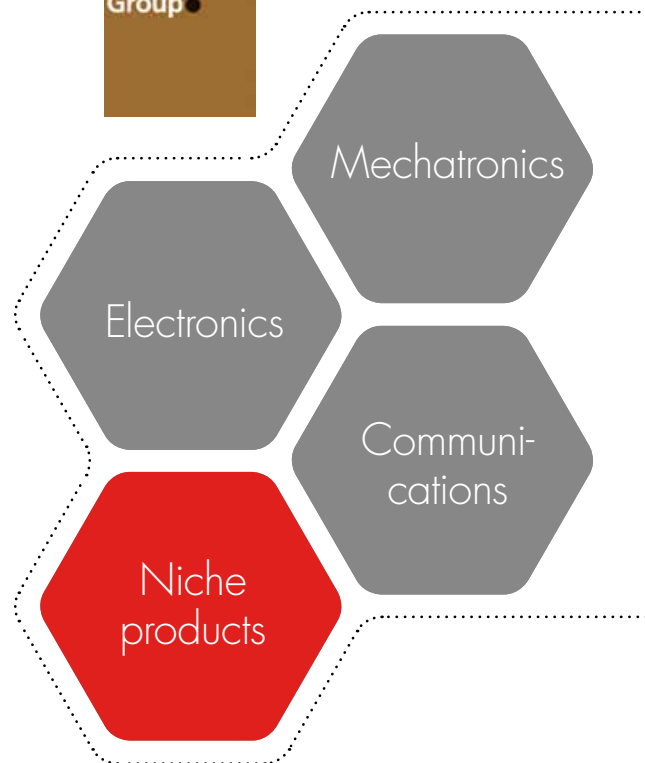 Group
Mechatronics
Electronics
Communi-
cations
Niche
products